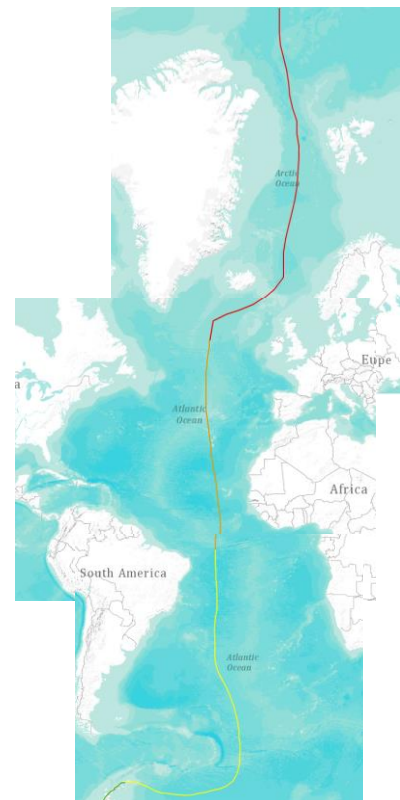 Arctic
Ocean
Eupe
a
Atlantic
Ocean
Africa
South America
Atlantic
Ocean